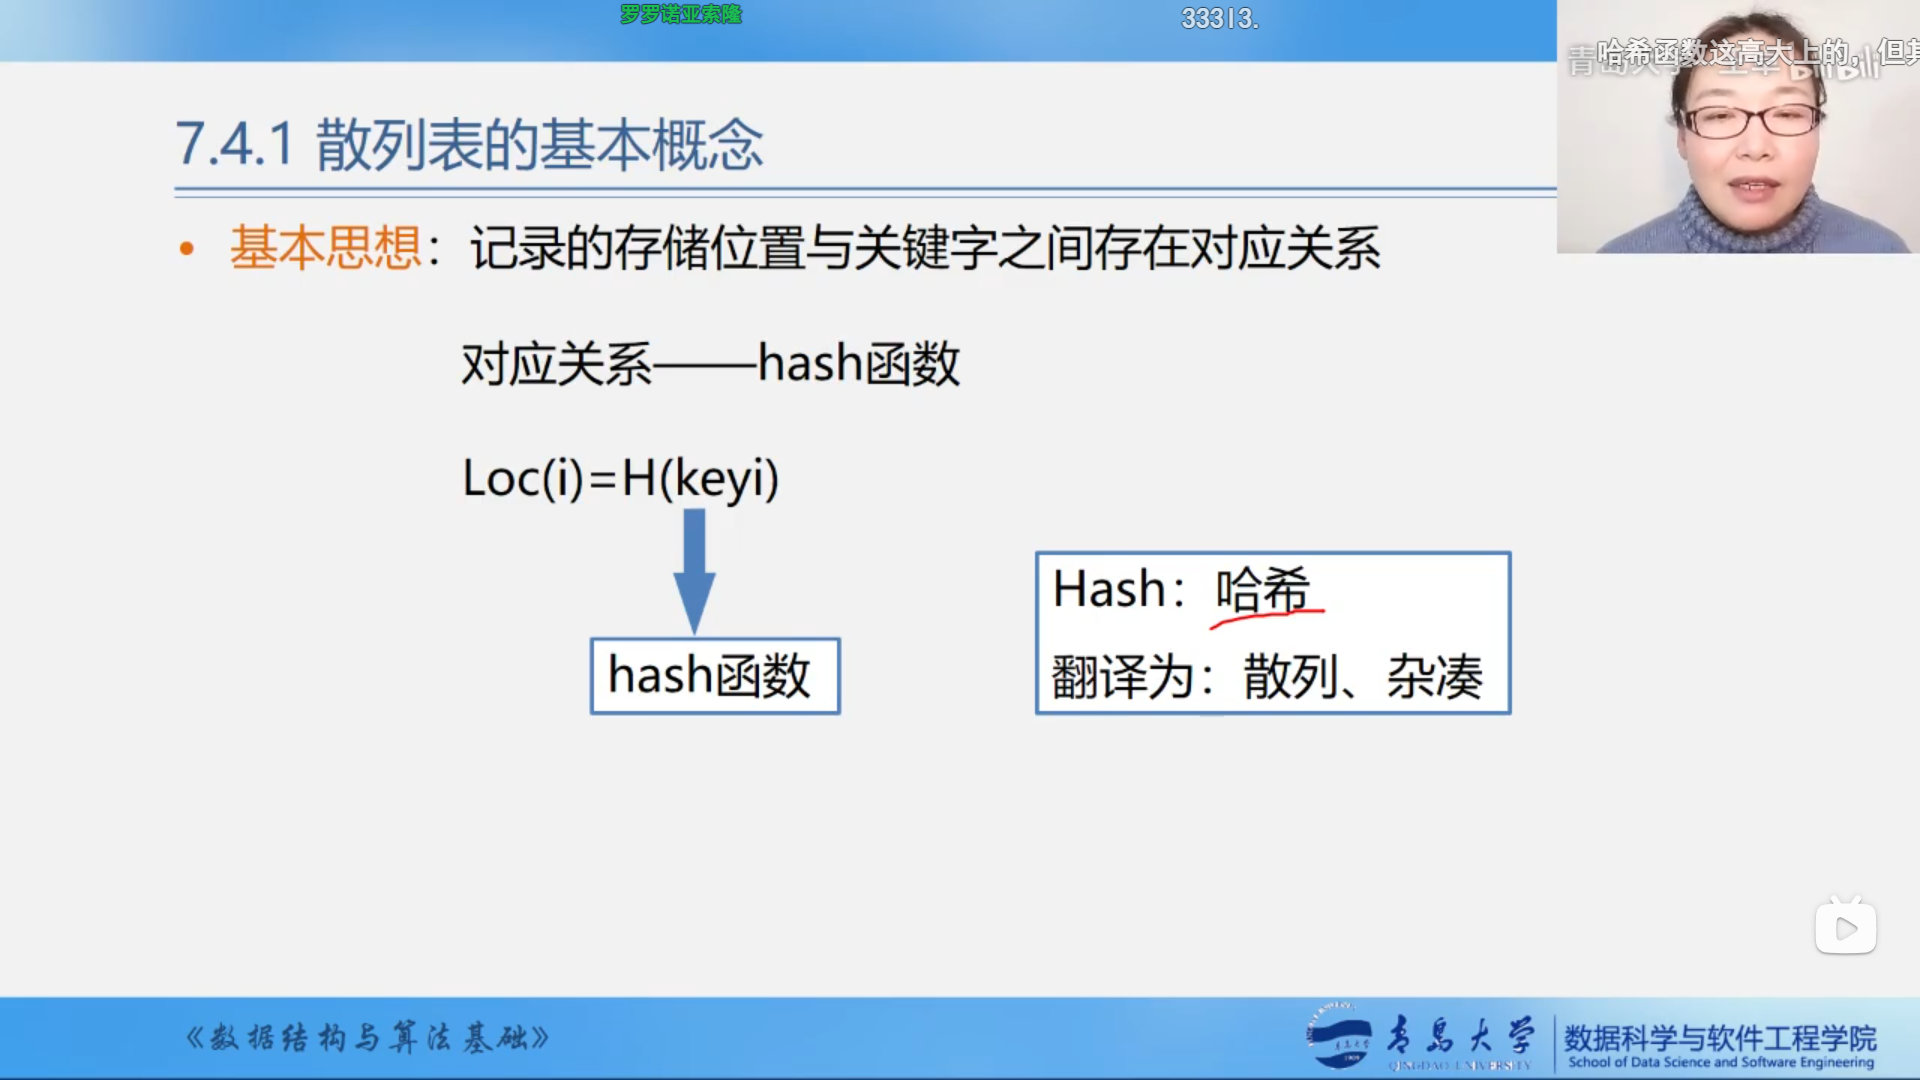 罗罗诺亚索隆
333I3.
哈希函数这高大上的，但其
bilibili
7.4.1 散列表的基本概念
• 基本思想：记录的存储位置与关键字之间存在对应关系
对应关系——hash函数
Loc(i)=H(keyi)
hash函数
Hash：哈希
翻译为：散列、杂凑
《数据结构与算法基础》
青岛大学
QINGDAO UNIVERSITY
数据科学与软件工程学院
School of Data Science and Software Engineering